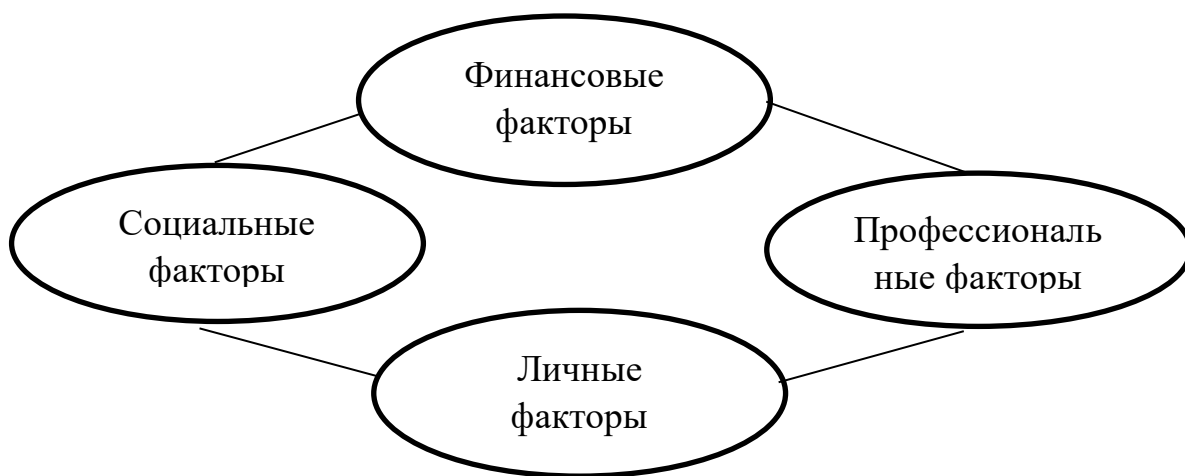 Финансовые
факторы
Социальные
факторы
Профессиональ
ные факторы
Личные
факторы